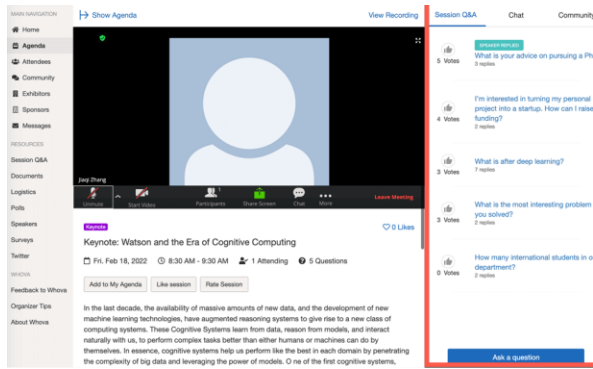 MAIN NAVIGATION
Home
Agenda
Attendees
Community
Exhibitors
Sponsors
Messages
RESOURCES
Session Q&A
Documents
Logistics
Polls
Speakers
Surveys
Twitter
WHOVA
Feedback to Whova
Organizer Tips
About Whova
Show Agenda
View Recording
Jiaqi Zhang
Unmute
Start Video
Participants
1
Share Screen
Chat
More
Leave Meeting
Keynote
0 Likes
Keynote: Watson and the Era of Cognitive Computing
Fri. Feb 18, 2022 8:30 AM - 9:30 AM 1 Attending 5 Questions
Add to My Agenda
Like session
Rate Session
In the last decade, the availability of massive amounts of new data, and the development of new
machine learning technologies, have augmented reasoning systems to give rise to a new class of
computing systems. These Cognitive Systems learn from data, reason from models, and interact
naturally with us, to perform complex tasks better than either humans or machines can do by
themselves. In essence, cognitive systems help us perform like the best in each domain by penetrating
the complexity of big data and leveraging the power of models. O ne of the first cognitive systems,
Session Q&A
Chat
Community
5 Votes
SPEAKER REPLIED
What is your advice on pursuing a Ph
3 replies
4 Votes
I'm interested in turning my personal
project into a startup. How can I raise
funding?
2 replies
3 Votes
What is after deep learning?
7 replies
3 Votes
What is the most interesting problem
you solved?
2 replies
0 Votes
How many international students in o
department?
2 replies
Ask a question